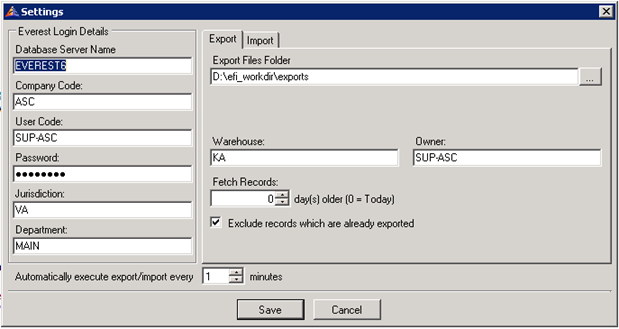 Settings
Everest Login Details
Database Server Name
EVEREST6
Company Code:
ASC
User Code:
SUP-ASC
Password:
●●●●●●●●
Jurisdiction:
VA
Department:
MAIN
Export Import
Export Files Folder
D:\efi_workdir\exports
...
Warehouse: Owner:
KA SUP-ASC
Fetch Records:
0 day(s) older (0 = Today)
Exclude records which are already exported
Automatically execute export/import every 1 minutes
Save Cancel